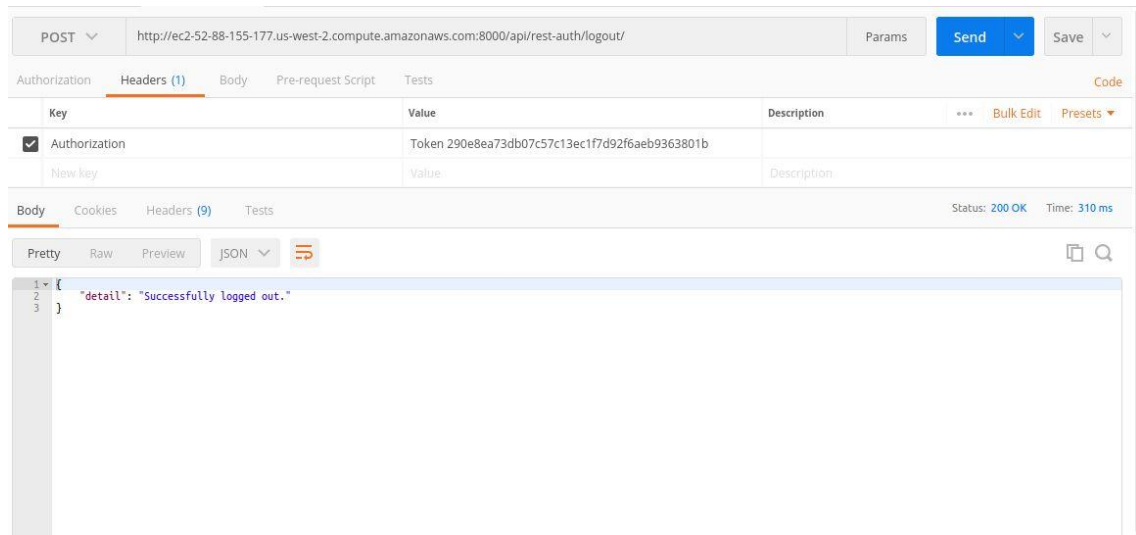 POST http://ec2-52-88-155-177.us-west-2.compute.amazonaws.com:8000/api/rest-auth/logout/ Params Send Save
Authorization Headers (1) Body Pre-request Script Tests Code
Key Value Description ••• Bulk Edit Presets
Authorization Token 290e8ea73db07c57c13ec1f7d92f6aeb9363801b
New key Value Description
Body Cookies Headers (9) Tests Status: 200 OK Time: 310 ms
Pretty Raw Preview JSON
1 {
2 "detail": "Successfully logged out."
3 }